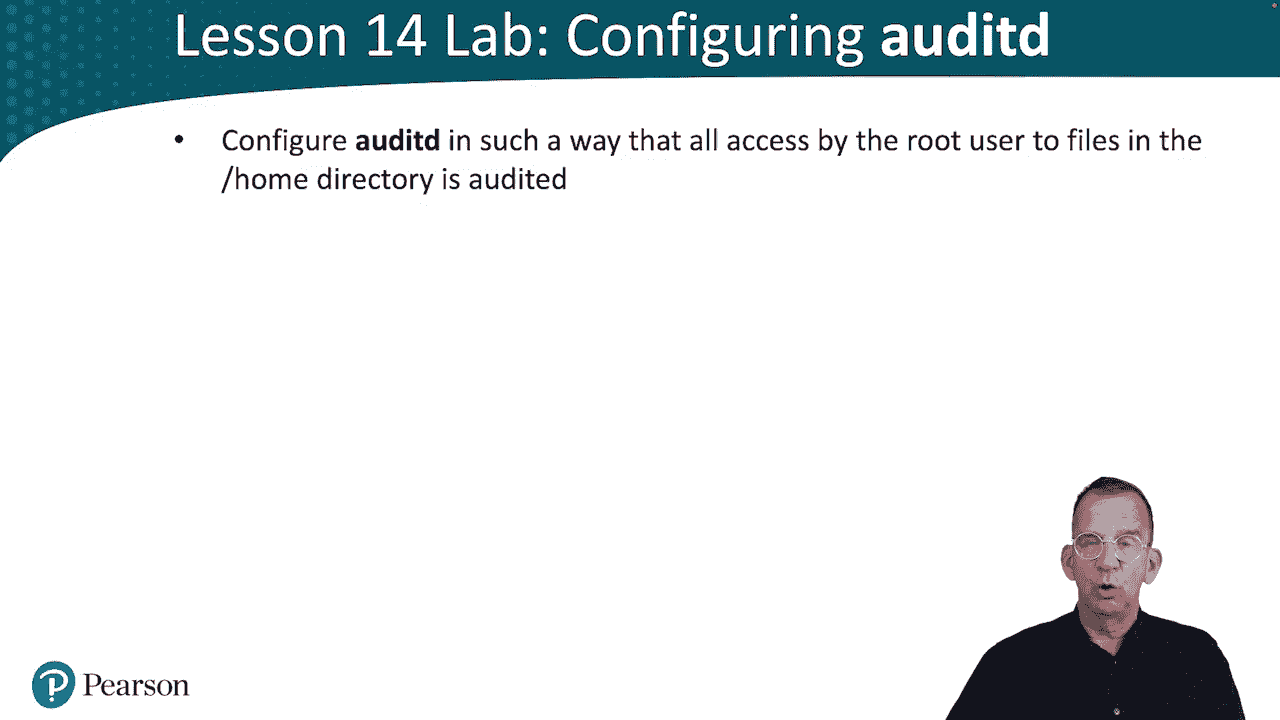 Lesson 14 Lab: Configuring auditd
• Configure auditd in such a way that all access by the root user to files in the
/home directory is audited
Pearson